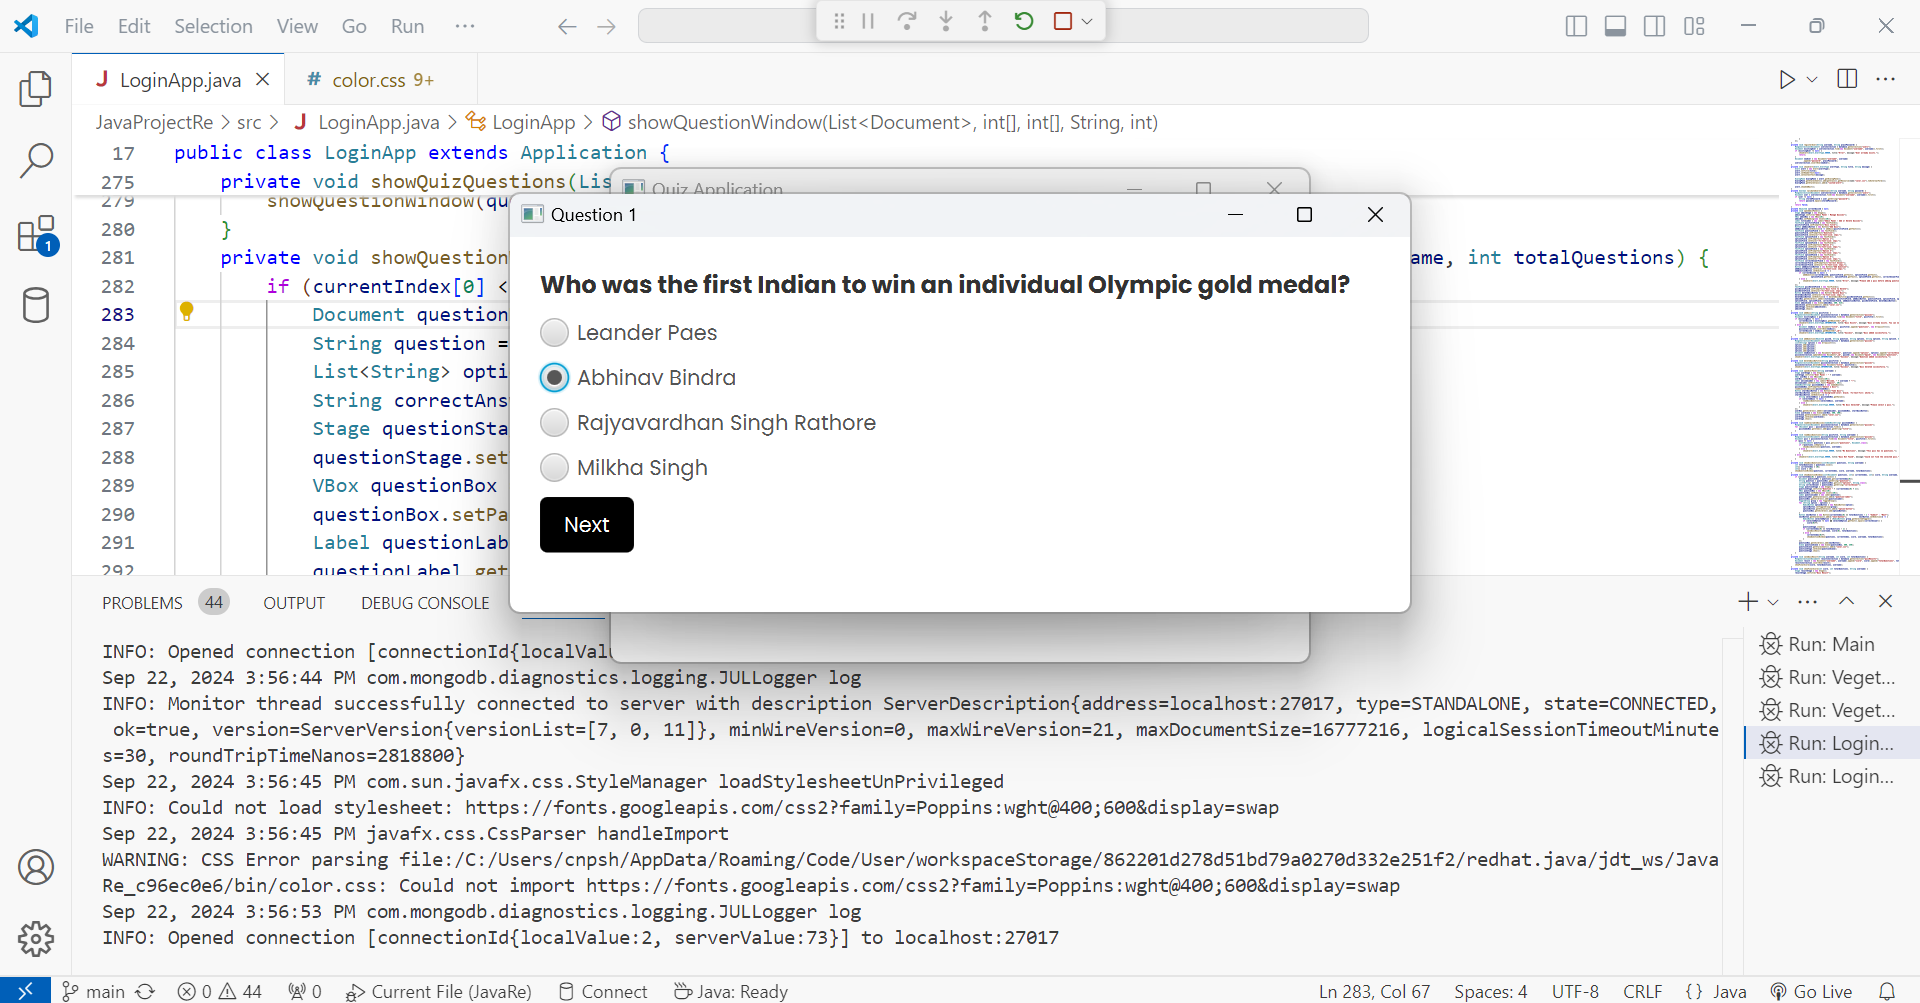 File Edit Selection View Go Run ···
LoginApp.java
# color.css 9+
JavaProjectRe > src > J LoginApp.java > LoginApp > showQuestionWindow(List<Document>, int[], int[], String, int)
17 public class LoginApp extends Application {
275 private void showQuizQuestions(Lis
279 showQuestionWindow(qu
280 }
281 private void showQuestion ame, int totalQuestions) {
282 if (currentIndex[0] <
283 Document question
284 String question =
285 List<String> opti
286 String correctAns
287 Stage questionSta
288 questionStage.set
289 VBox questionBox
290 questionBox.setPa
291 Label questionLab
292 questionLabel.get
Quiz Application
Question 1
Who was the first Indian to win an individual Olympic gold medal?
Leander Paes
Abhinav Bindra
Rajyavardhan Singh Rathore
Milkha Singh
Next
PROBLEMS 44 OUTPUT DEBUG CONSOLE
INFO: Opened connection [connectionId{localValu
Sep 22, 2024 3:56:44 PM com.mongodb.diagnostics.logging.JULLogger log
INFO: Monitor thread successfully connected to server with description ServerDescription{address=localhost:27017, type=STANDALONE, state=CONNECTED,
ok=true, version=ServerVersion{versionList=[7, 0, 11]}, minWireVersion=0, maxWireVersion=21, maxDocumentSize=16777216, logicalSessionTimeoutMinute
s=30, roundTripTimeNanos=2818800}
Sep 22, 2024 3:56:45 PM com.sun.javafx.css.StyleManager loadStylesheetUnPrivileged
INFO: Could not load stylesheet: https://fonts.googleapis.com/css2?family=Poppins:wght@400;600&display=swap
Sep 22, 2024 3:56:45 PM javafx.css.CssParser handleImport
WARNING: CSS Error parsing file:/C:/Users/cnpsh/AppData/Roaming/Code/User/workspaceStorage/862201d278d51bd79a0270d332e251f2/redhat.java/jdt_ws/Java
Re_c96ec0e6/bin/color.css: Could not import https://fonts.googleapis.com/css2?family=Poppins:wght@400;600&display=swap
Sep 22, 2024 3:56:53 PM com.mongodb.diagnostics.logging.JULLogger log
INFO: Opened connection [connectionId{localValue:2, serverValue:73}] to localhost:27017
Run: Main
Run: Veget...
Run: Veget...
Run: Login...
Run: Login...
1
main 0 44 0 Current File (JavaRe) Connect Java: Ready Ln 283, Col 67 Spaces: 4 UTF-8 CRLF {} Java Go Live